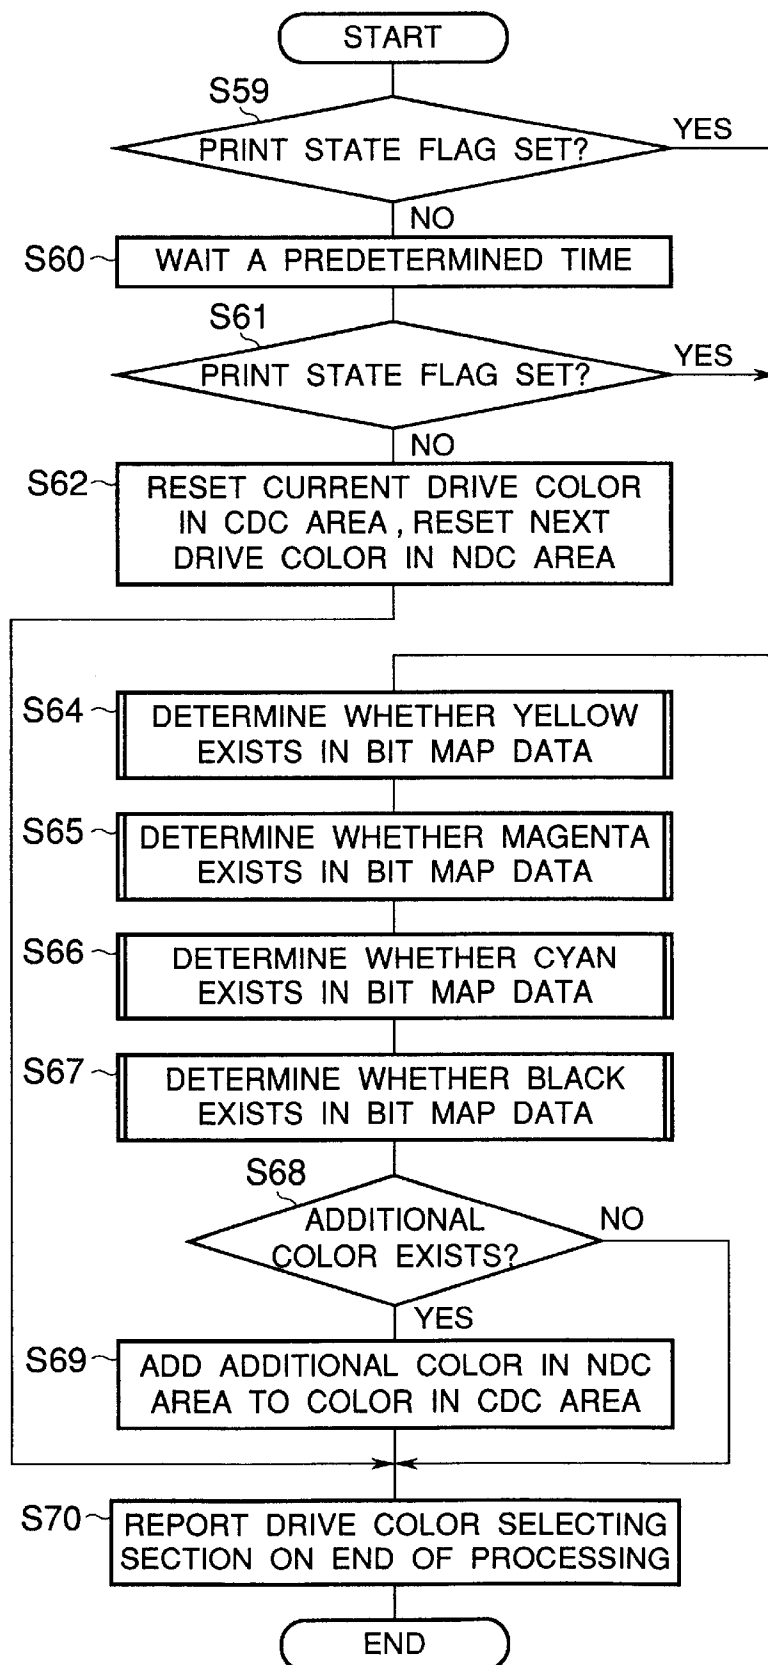 START
S59
PRINT STATE FLAG SET?
YES
NO
S60
WAIT A PREDETERMINED TIME
S61
PRINT STATE FLAG SET?
YES
NO
S62
RESET CURRENT DRIVE COLOR
IN CDC AREA, RESET NEXT
DRIVE COLOR IN NDC AREA
S64
DETERMINE WHETHER YELLOW
EXISTS IN BIT MAP DATA
S65
DETERMINE WHETHER MAGENTA
EXISTS IN BIT MAP DATA
S66
DETERMINE WHETHER CYAN
EXISTS IN BIT MAP DATA
S67
DETERMINE WHETHER BLACK
EXISTS IN BIT MAP DATA
S68
ADDITIONAL
COLOR EXISTS?
NO
YES
S69
ADD ADDITIONAL COLOR IN NDC
AREA TO COLOR IN CDC AREA
S70
REPORT DRIVE COLOR SELECTING
SECTION ON END OF PROCESSING
END